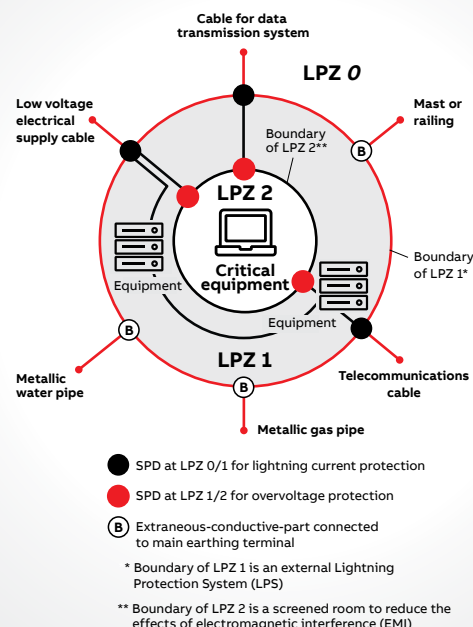 Cable for data
transmission system
LPZ 0
Low voltage
electrical
supply cable
Mast or
railing
Boundary
of LPZ 2**
B
LPZ 2
Critical
equipment
Boundary
of LPZ 1*
Equipment
Equipment
B
LPZ 1
B
Metallic
water pipe
Telecommunications
cable
Metallic gas pipe
SPD at LPZ 0/1 for lightning current protection
SPD at LPZ 1/2 for overvoltage protection
B Extraneous-conductive-part connected
to main earthing terminal
* Boundary of LPZ 1 is an external Lightning
Protection System (LPS)
** Boundary of LPZ 2 is a screened room to reduce the
effects of electromagnetic interference (EMI)